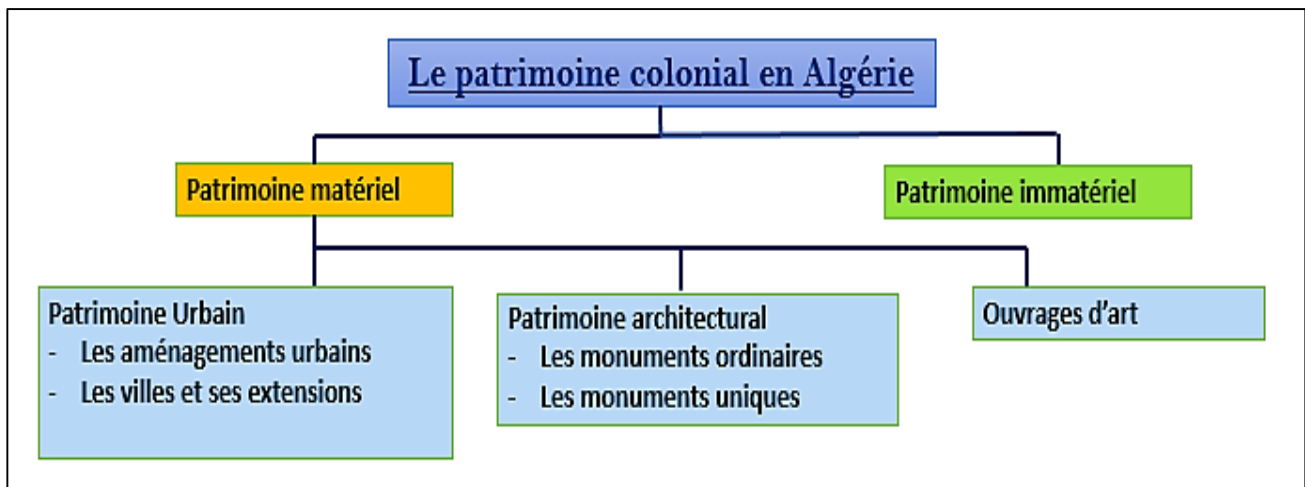 Le patrimoine colonial en Algérie
Patrimoine matériel
Patrimoine immatériel
Patrimoine Urbain
- Les aménagements urbains
- Les villes et ses extensions
Patrimoine architectural
- Les monuments ordinaires
- Les monuments uniques
Ouvrages d’art